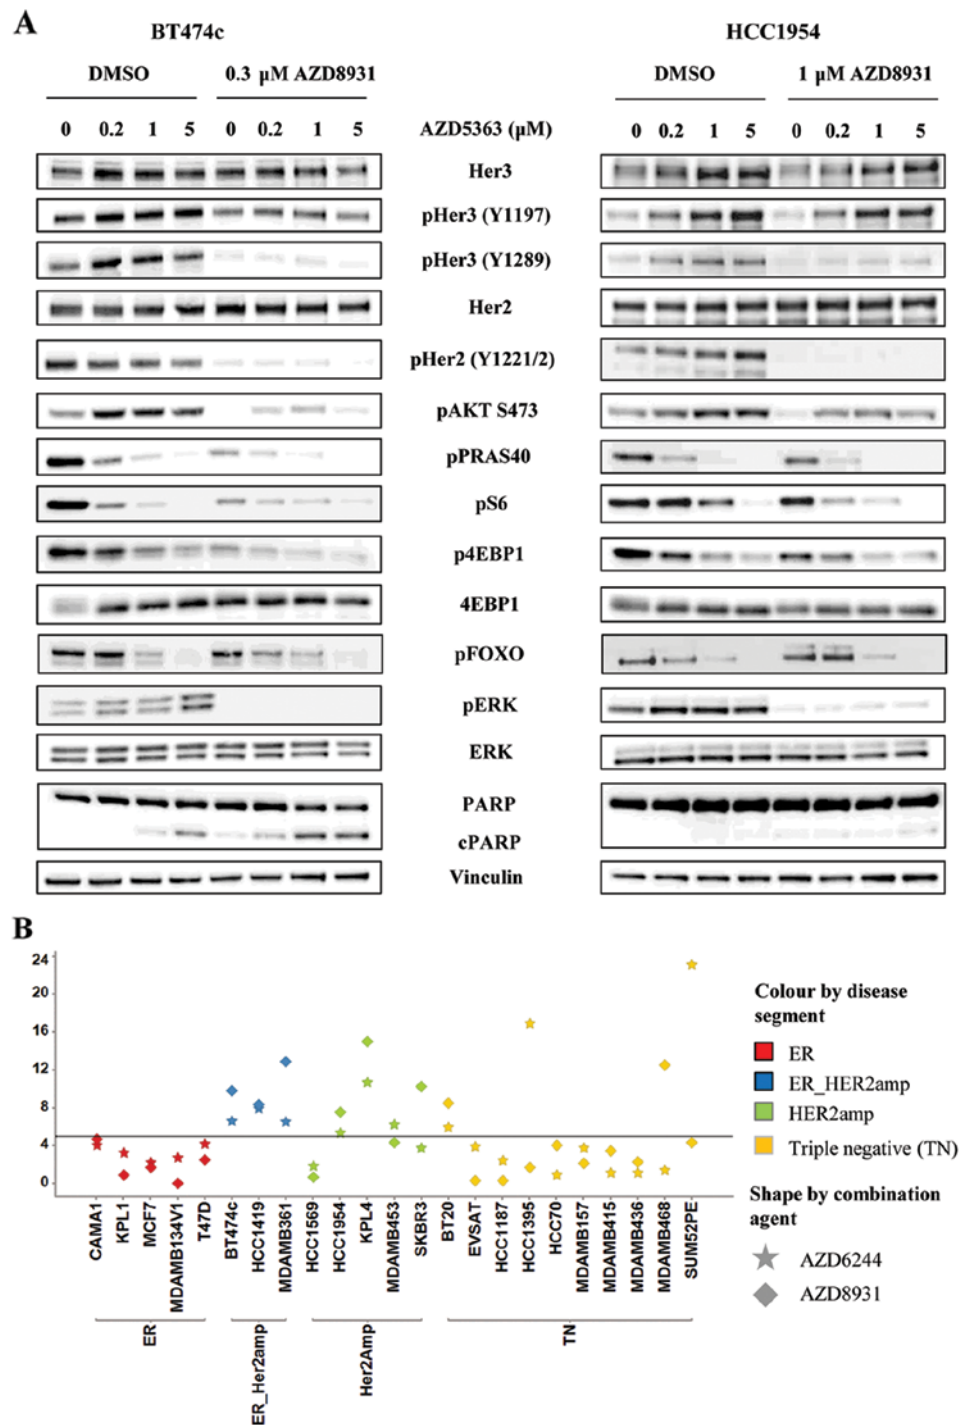 A
BT474c
HCC1954
DMSO
0.3 µM AZD8931
DMSO
1 µM AZD8931
0 0.2 1 5 0 0.2 1 5
AZD5363 (µM)
0 0.2 1 5 0 0.2 1 5
Her3
pHer3 (Y1197)
pHer3 (Y1289)
Her2
pHer2 (Y1221/2)
pAKT S473
pPRAS40
pS6
p4EBP1
4EBP1
pFOXO
pERK
ERK
PARP
cPARP
Vinculin
B
24
20
16
12
8
4
0
CAMA1
KPL1
MCF7
MDAMB134V1
T47D
BT474c
HCC1419
MDAMB361
HCC1569
HCC1954
KPL4
MDAMB453
SKBR3
BT20
EVSAT
HCC1187
HCC1395
HCC70
MDAMB157
MDAMB415
MDAMB436
MDAMB468
SUM52PE
ER
ER_Her2amp
Her2Amp
TN
Colour by disease
segment
ER
ER_HER2amp
HER2amp
Triple negative (TN)
Shape by combination
agent
AZD6244
AZD8931